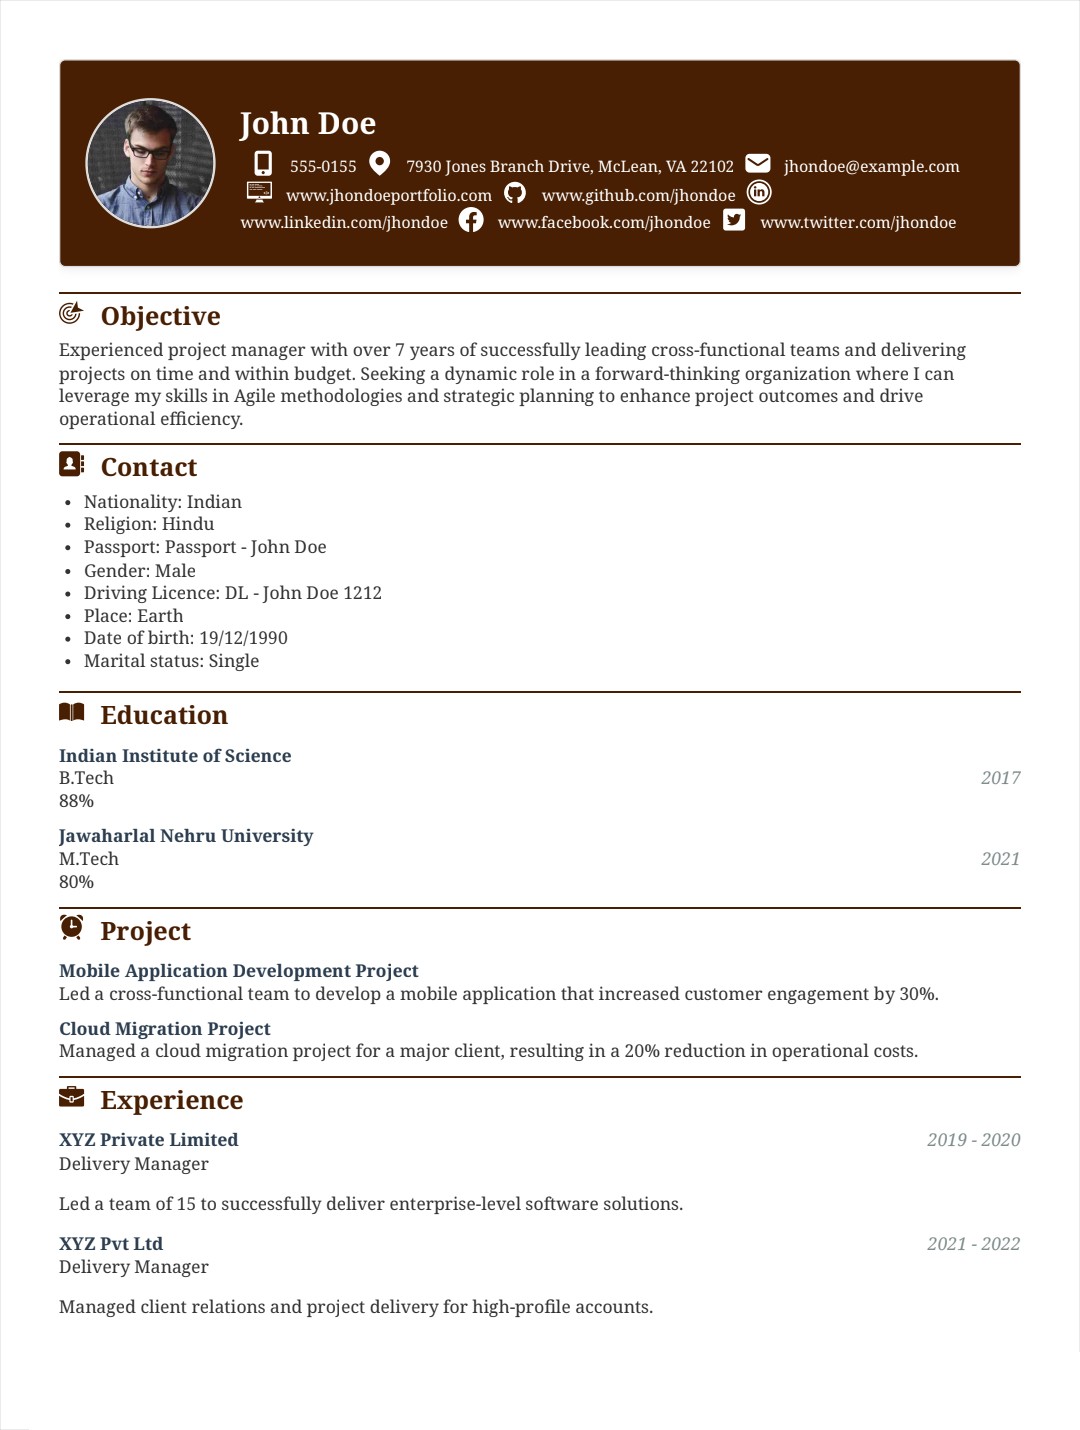 John Doe
555-0155 7930 Jones Branch Drive, McLean, VA 22102 jhondoe@example.com
www.jhondoeportfolio.com www.github.com/jhondoe
www.linkedin.com/jhondoe www.facebook.com/jhondoe www.twitter.com/jhondoe
Objective
Experienced project manager with over 7 years of successfully leading cross-functional teams and delivering
projects on time and within budget. Seeking a dynamic role in a forward-thinking organization where I can
leverage my skills in Agile methodologies and strategic planning to enhance project outcomes and drive
operational efficiency.
Contact
• Nationality: Indian
• Religion: Hindu
• Passport: Passport - John Doe
• Gender: Male
• Driving Licence: DL - John Doe 1212
• Place: Earth
• Date of birth: 19/12/1990
• Marital status: Single
Education
Indian Institute of Science
B.Tech 2017
88%
Jawaharlal Nehru University
M.Tech 2021
80%
Project
Mobile Application Development Project
Led a cross-functional team to develop a mobile application that increased customer engagement by 30%.
Cloud Migration Project
Managed a cloud migration project for a major client, resulting in a 20% reduction in operational costs.
Experience
XYZ Private Limited 2019 - 2020
Delivery Manager
Led a team of 15 to successfully deliver enterprise-level software solutions.
XYZ Pvt Ltd 2021 - 2022
Delivery Manager
Managed client relations and project delivery for high-profile accounts.